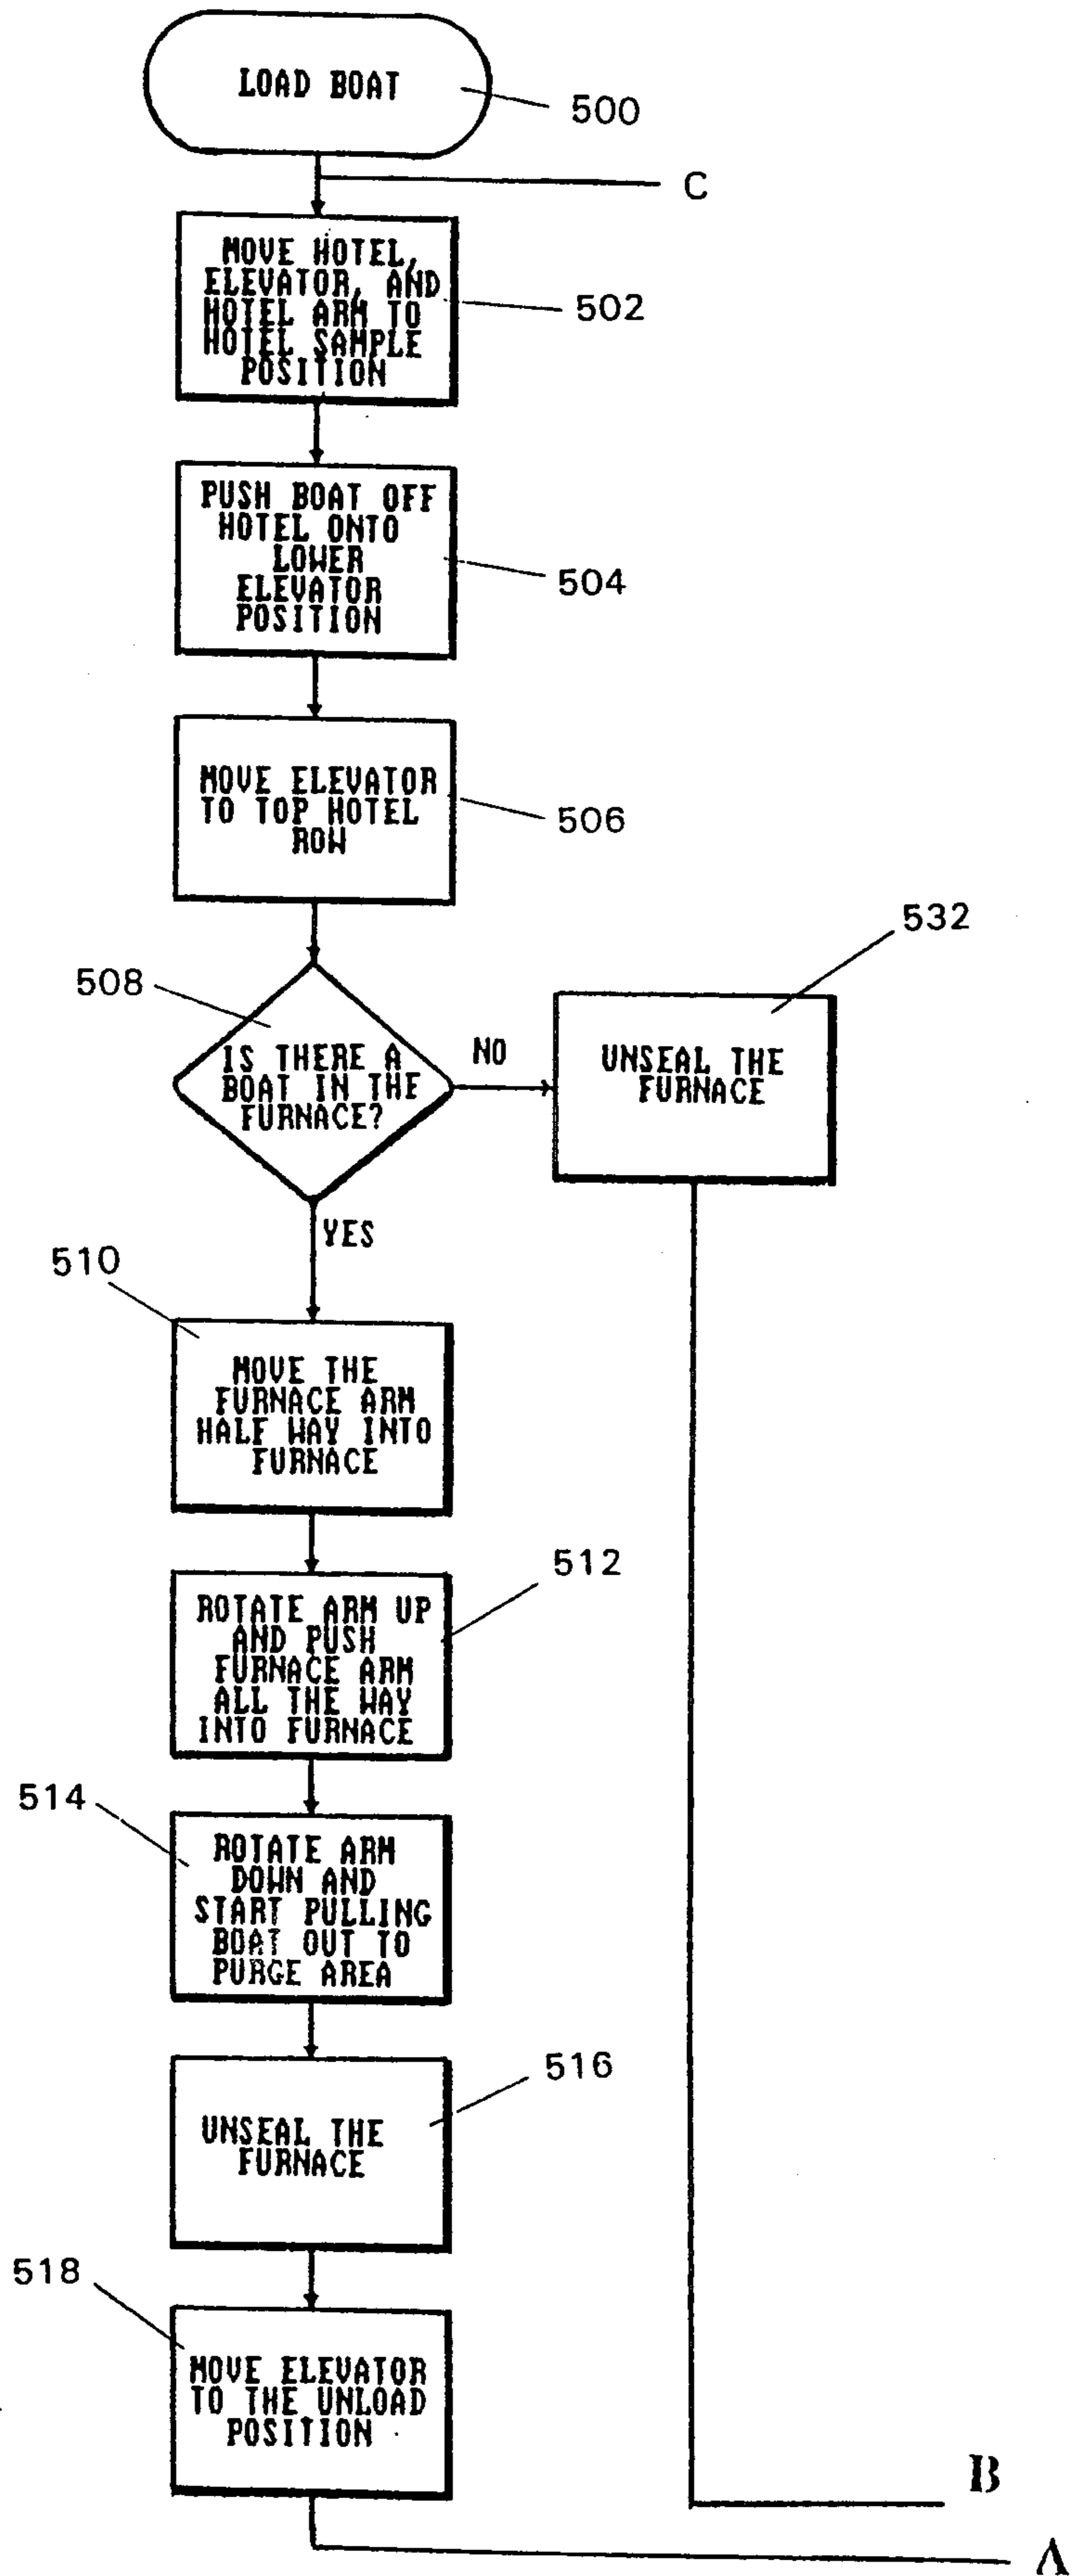 LOAD BOAT
500
C
MOVE HOTEL,
ELEVATOR, AND
HOTEL ARM TO
HOTEL SAMPLE
POSITION
502
PUSH BOAT OFF
HOTEL ONTO
LOWER
ELEVATOR
POSITION
504
MOVE ELEVATOR
TO TOP HOTEL
ROW
506
508
IS THERE A
BOAT IN THE
FURNACE?
NO
532
UNSEAL THE
FURNACE
YES
510
MOVE THE
FURNACE ARM
HALF WAY INTO
FURNACE
512
ROTATE ARM UP
AND PUSH
FURNACE ARM
ALL THE WAY
INTO FURNACE
514
ROTATE ARM
DOWN AND
START PULLING
BOAT OUT TO
PURGE AREA
516
UNSEAL THE
FURNACE
518
MOVE ELEVATOR
TO THE UNLOAD
POSITION
B
A